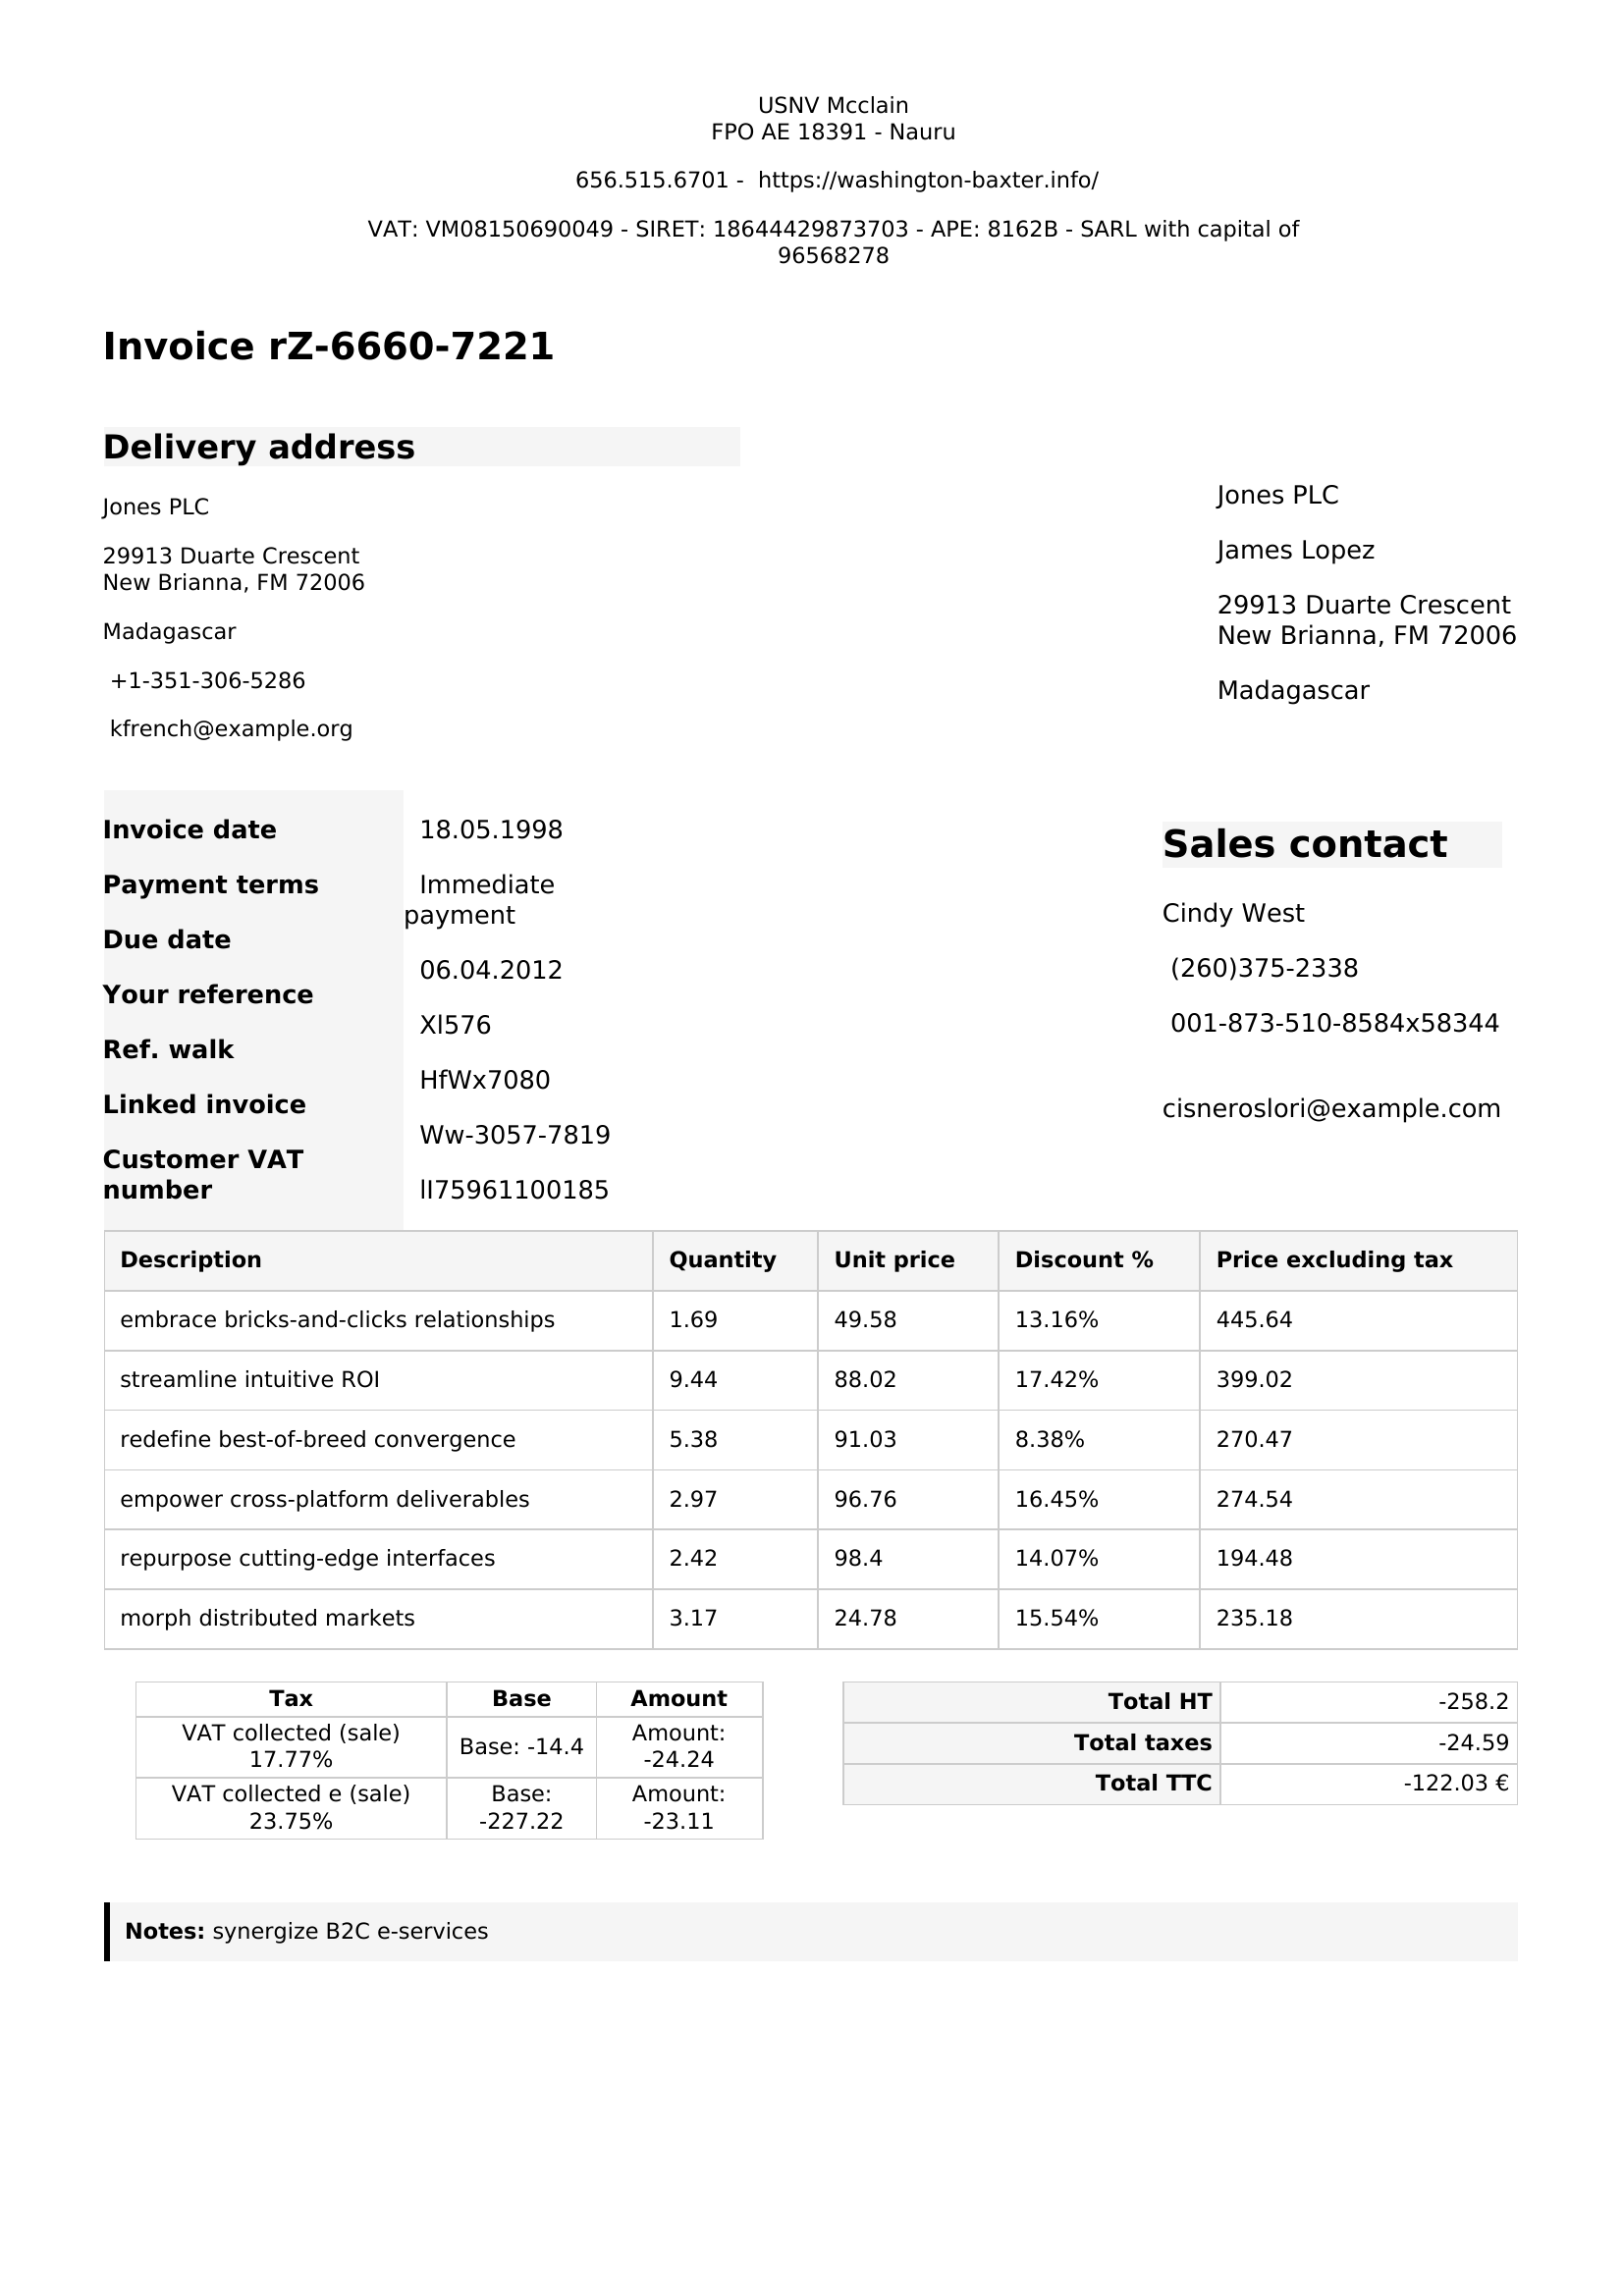 USNV Mcclain
FPO AE 18391 - Nauru
656.515.6701 - https://washington-baxter.info/
VAT: VM08150690049 - SIRET: 18644429873703 - APE: 8162B - SARL with capital of
96568278
Invoice rZ-6660-7221
Delivery address
Jones PLC
29913 Duarte Crescent
New Brianna, FM 72006
Madagascar
+1-351-306-5286
kfrench@example.org
Jones PLC
James Lopez
29913 Duarte Crescent
New Brianna, FM 72006
Madagascar
Invoice date
Payment terms
Due date
Your reference
Ref. walk
Linked invoice
Customer VAT
number
18.05.1998
Immediate
payment
06.04.2012
Xl576
HfWx7080
Ww-3057-7819
lI75961100185
Sales contact
Cindy West
(260)375-2338
001-873-510-8584x58344
cisneroslori@example.com
Description Quantity Unit price Discount % Price excluding tax
embrace bricks-and-clicks relationships 1.69 49.58 13.16% 445.64
streamline intuitive ROI 9.44 88.02 17.42% 399.02
redefine best-of-breed convergence 5.38 91.03 8.38% 270.47
empower cross-platform deliverables 2.97 96.76 16.45% 274.54
repurpose cutting-edge interfaces 2.42 98.4 14.07% 194.48
morph distributed markets 3.17 24.78 15.54% 235.18
Tax Base Amount
VAT collected (sale)
17.77%
Base: -14.4
Amount:
-24.24
VAT collected e (sale)
23.75%
Base:
-227.22
Amount:
-23.11
Total HT -258.2
Total taxes -24.59
Total TTC -122.03 €
Notes: synergize B2C e-services